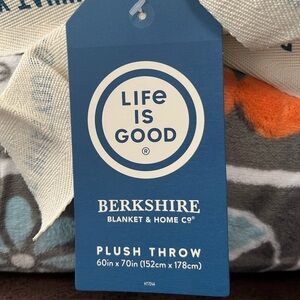 LIFE
IS
GOOD
®
BERKSHIRE
BLANKET & HOME Cº®
PLUSH THROW
60in x 70in (152cm x 178cm)